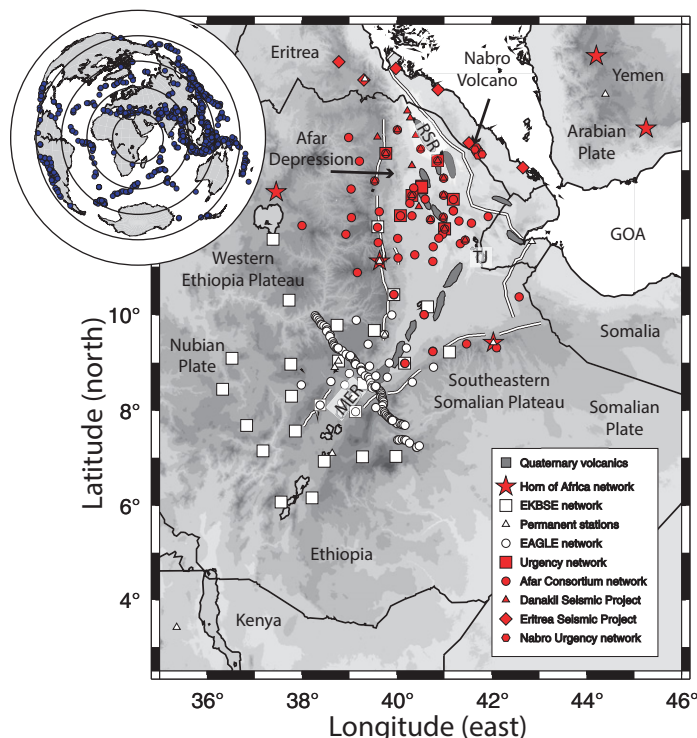 Eritrea
Nabro
Volcano
Yemen
RSR
Afar
Depression
Arabian
Plate
GOA
TJ
Western
Ethiopia Plateau
10°
Somalia
Nubian
Plate
Southeastern
Somalian Plateau
MER
8°
Somalian
Plate
Latitude (north)
Quaternary volcanics
Horn of Africa network
EKBSE network
Permanent stations
EAGLE network
Urgency network
Afar Consortium network
Danakil Seismic Project
Eritrea Seismic Project
Nabro Urgency network
6°
Ethiopia
4°
Kenya
36° 38° 40° 42° 44° 46°
Longitude (east)